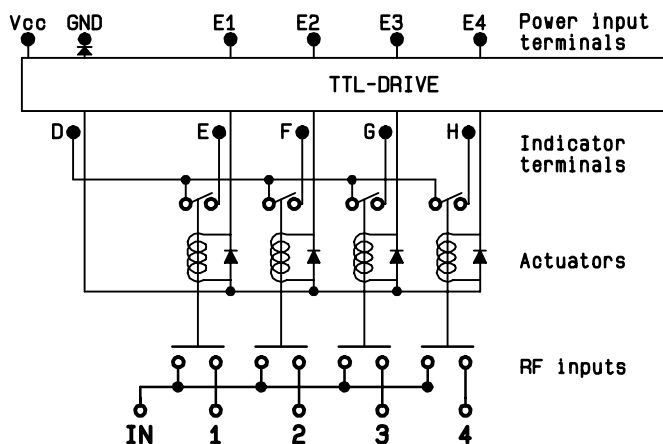 Vcc GND E1 E2 E3 E4 Power input
terminals
TTL-DRIVE
D E F G H Indicator
terminals
Actuators
RF inputs
IN 1 2 3 4